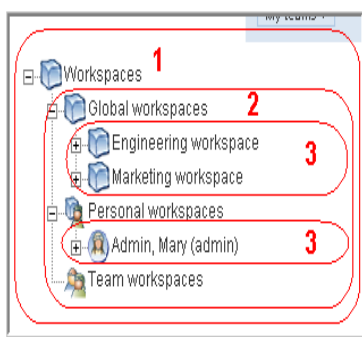 My teams
Workspaces 1
Global workspaces 2
Engineering workspace 3
Marketing workspace
Personal workspaces
Admin, Mary (admin) 3
Team workspaces